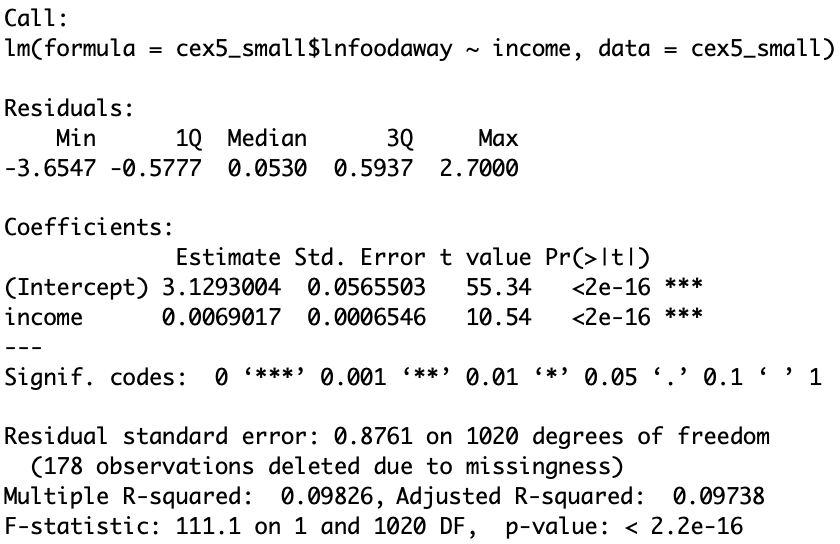 Call:
lm(formula = cex5_small$lnfoodaway ~ income, data = cex5_small)
Residuals:
    Min      1Q  Median      3Q     Max
-3.6547 -0.5777  0.0530  0.5937  2.7000
Coefficients:
             Estimate Std. Error t value Pr(>|t|)
(Intercept) 3.1293004  0.0565503   55.34   <2e-16 ***
income      0.0069017  0.0006546   10.54   <2e-16 ***
---
Signif. codes:  0 ‘***’ 0.001 ‘**’ 0.01 ‘*’ 0.05 ‘.’ 0.1 ‘ ’ 1
Residual standard error: 0.8761 on 1020 degrees of freedom
  (178 observations deleted due to missingness)
Multiple R-squared:  0.09826, Adjusted R-squared:  0.09738
F-statistic: 111.1 on 1 and 1020 DF,  p-value: < 2.2e-16